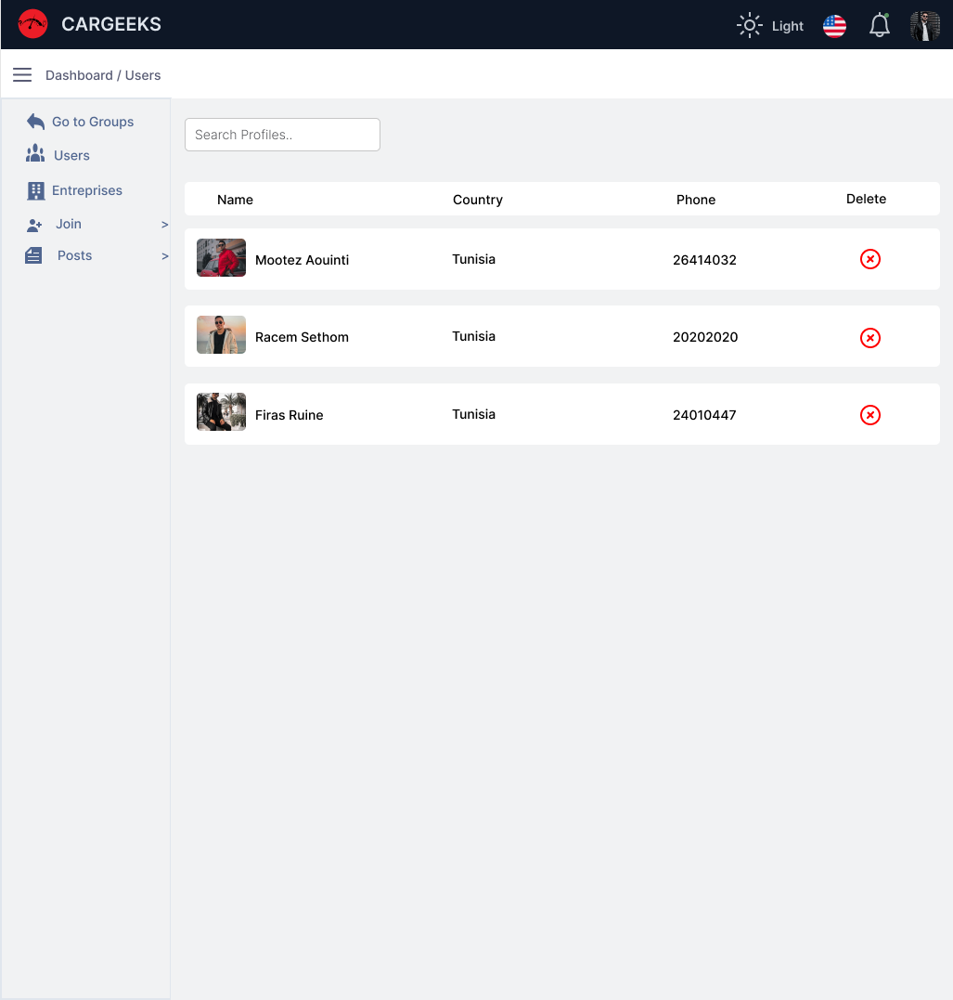 CARGEEKS
Light
Dashboard / Users
Go to Groups
Users
Entreprises
Join >
Posts >
Search Profiles..
Name Country Phone Delete
Mootez Aouinti Tunisia 26414032
Racem Sethom Tunisia 20202020
Firas Ruine Tunisia 24010447